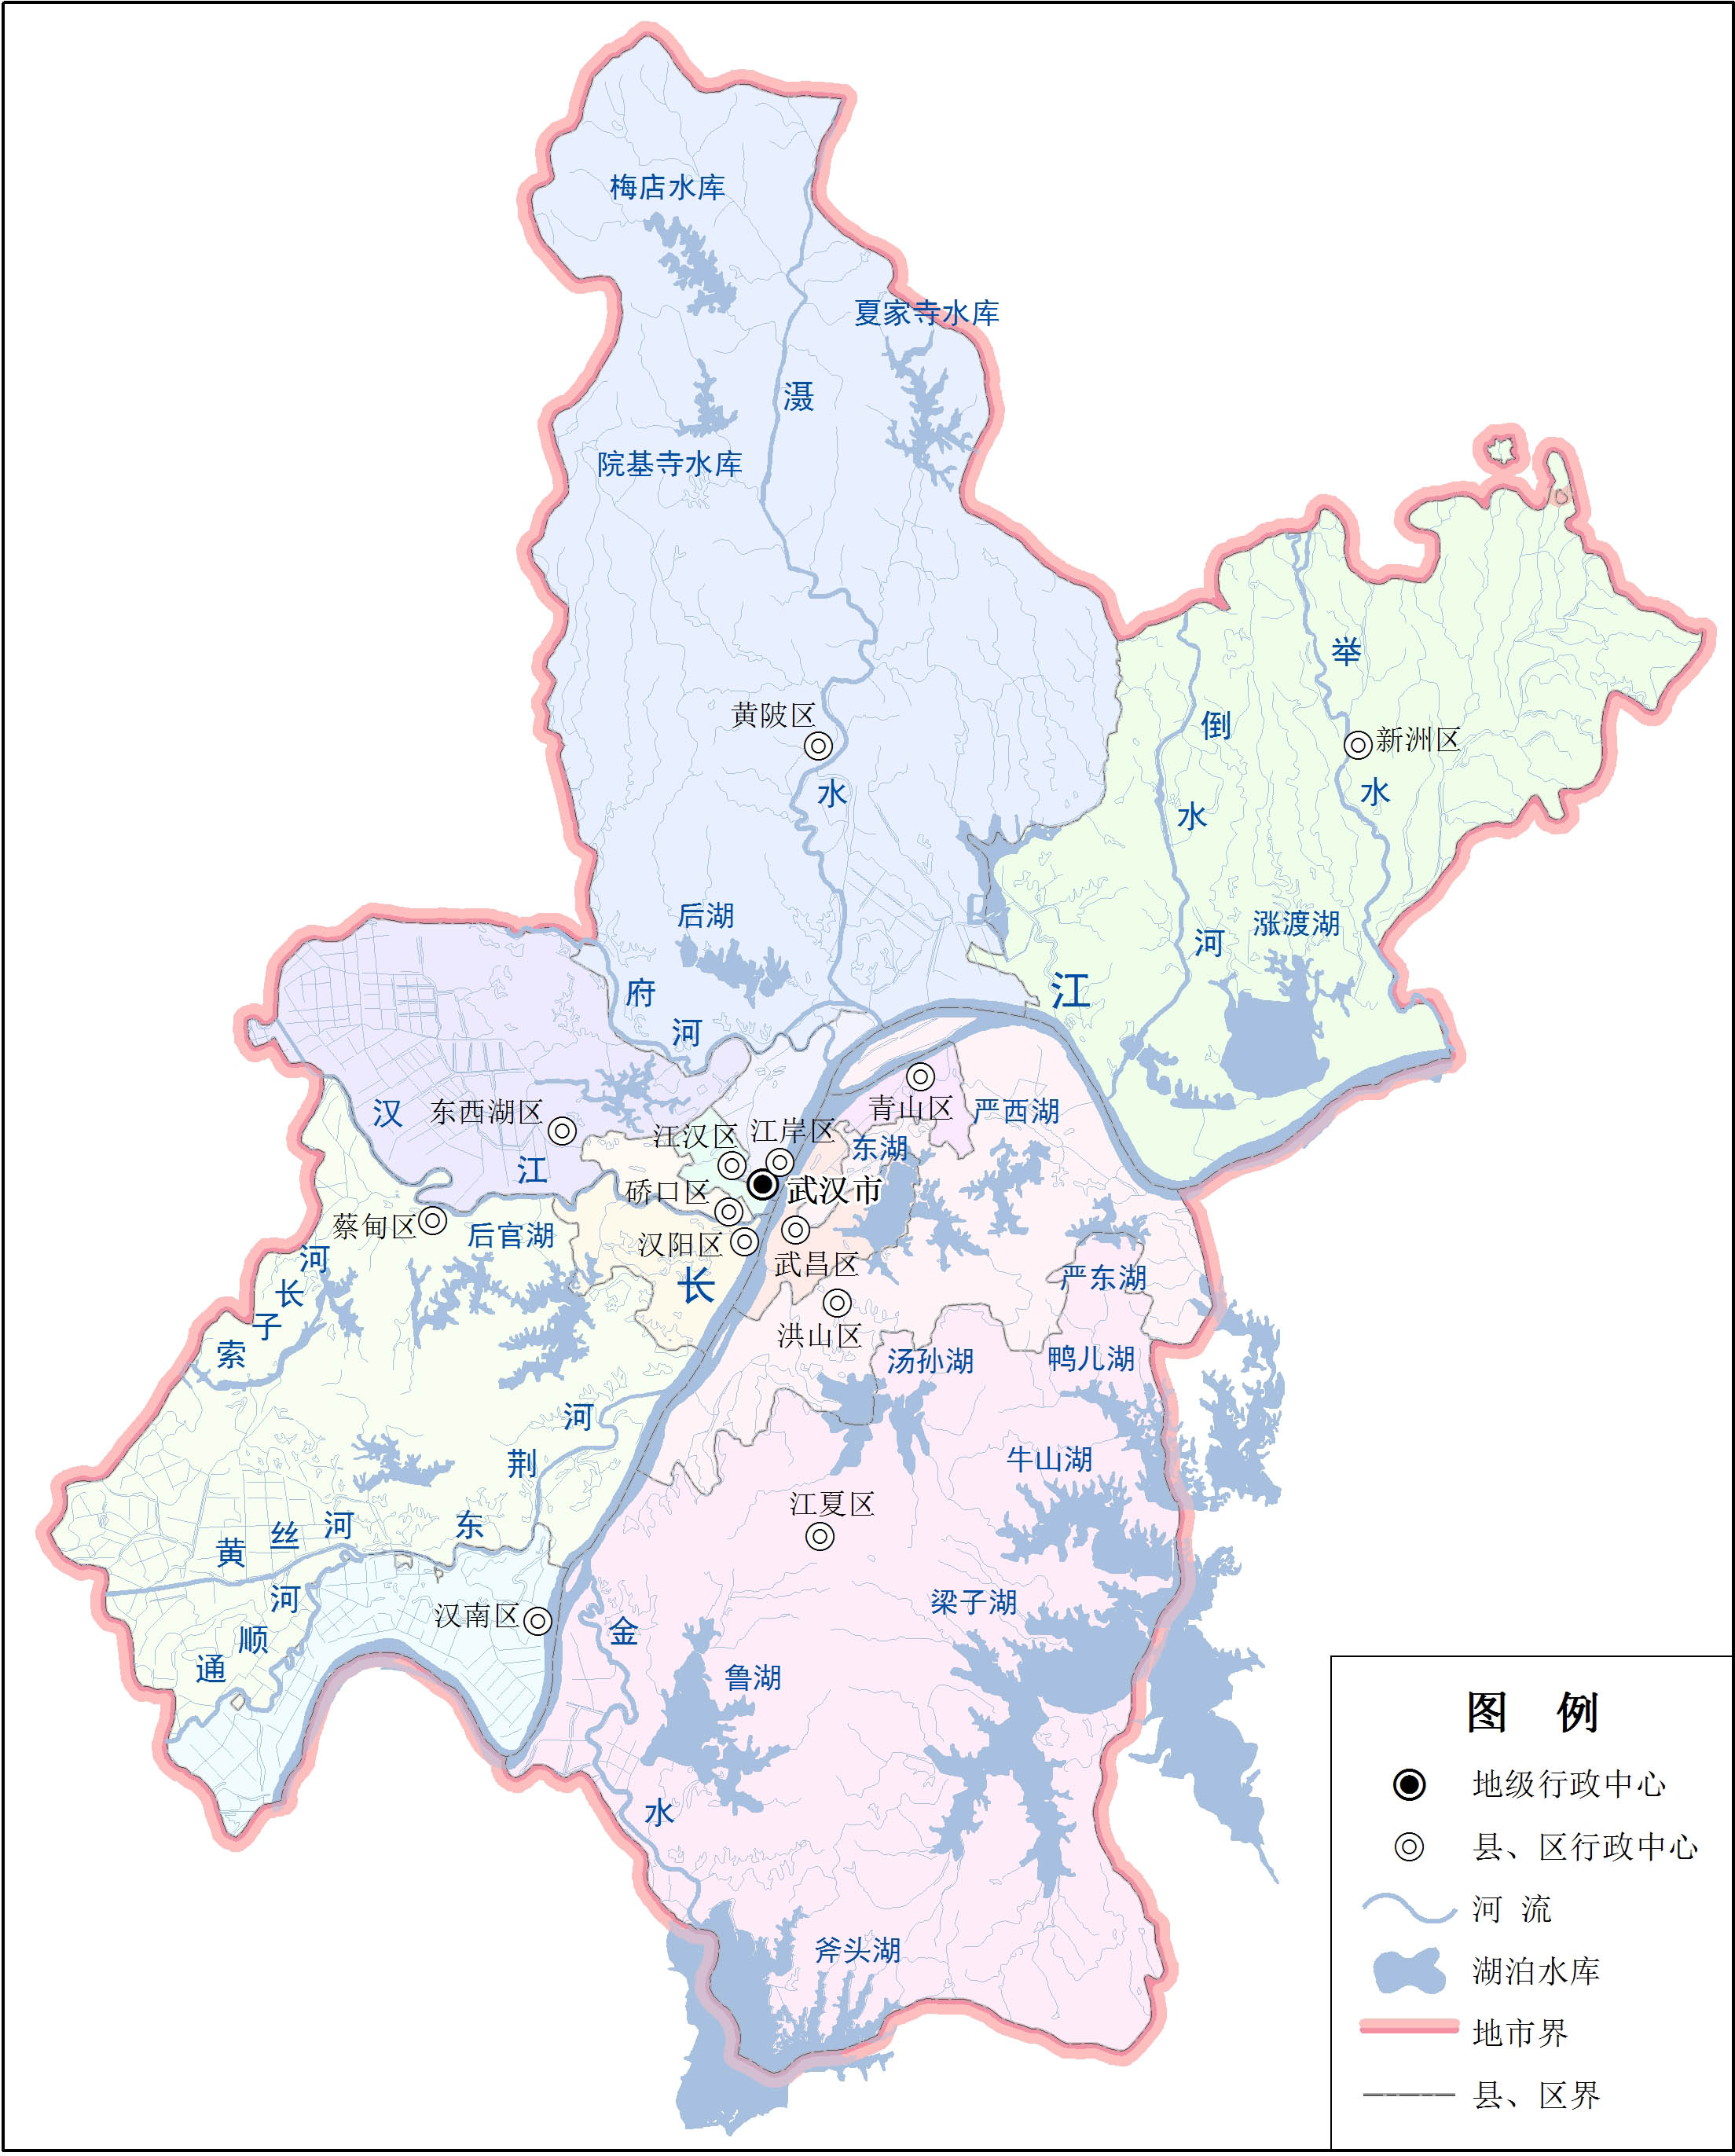 梅店水库
夏家寺水库
滠
院基寺水库
举
黄陂区
倒
新洲区
水
水
水
后湖
涨渡湖
河
府
江
河
青山区
严西湖
汉
东西湖区
江汉区
江岸区
东湖
江
硚口区
武汉市
蔡甸区
后官湖
汉阳区
武昌区
河
长
长
严东湖
子
索
洪山区
汤孙湖
鸭儿湖
河
荆
牛山湖
江夏区
东
河
丝
黄
河
梁子湖
汉南区
金
顺
通
鲁湖
水
斧头湖
图 例
地级行政中心
县、区行政中心
河 流
湖泊水库
地市界
县、区界